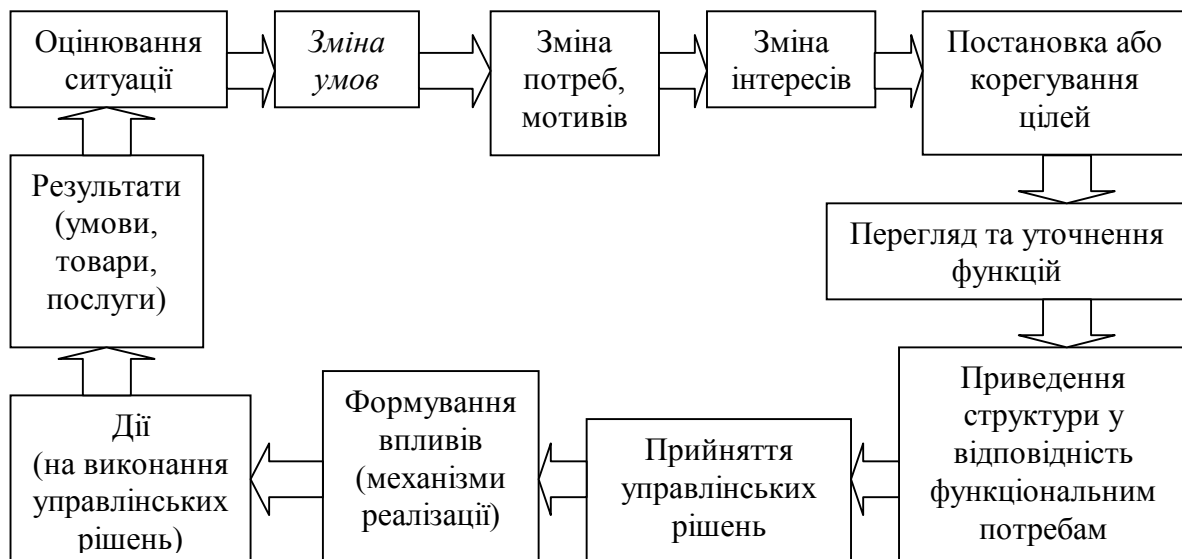 Оцінювання
ситуації
Зміна
умов
Зміна
потреб,
мотивів
Зміна
інтересів
Постановка або
корегування
цілей
Перегляд та уточнення
функцій
Приведення
структури у
відповідність
функціональним
потребам
Прийняття
управлінських
рішень
Формування
впливів
(механізми
реалізації)
Дії
(на виконання
управлінських
рішень)
Результати
(умови,
товари,
послуги)